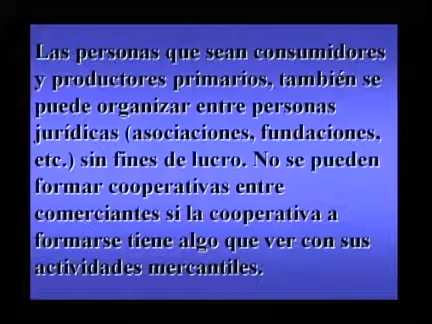 Las personas que sean consumidores
y productores primarios, también se
puede organizar entre personas
jurídicas (asociaciones, fundaciones,
etc.) sin fines de lucro. No se pueden
formar cooperativas entre
comerciantes si la cooperativa a
formarse tiene algo que ver con sus
actividades mercantiles.